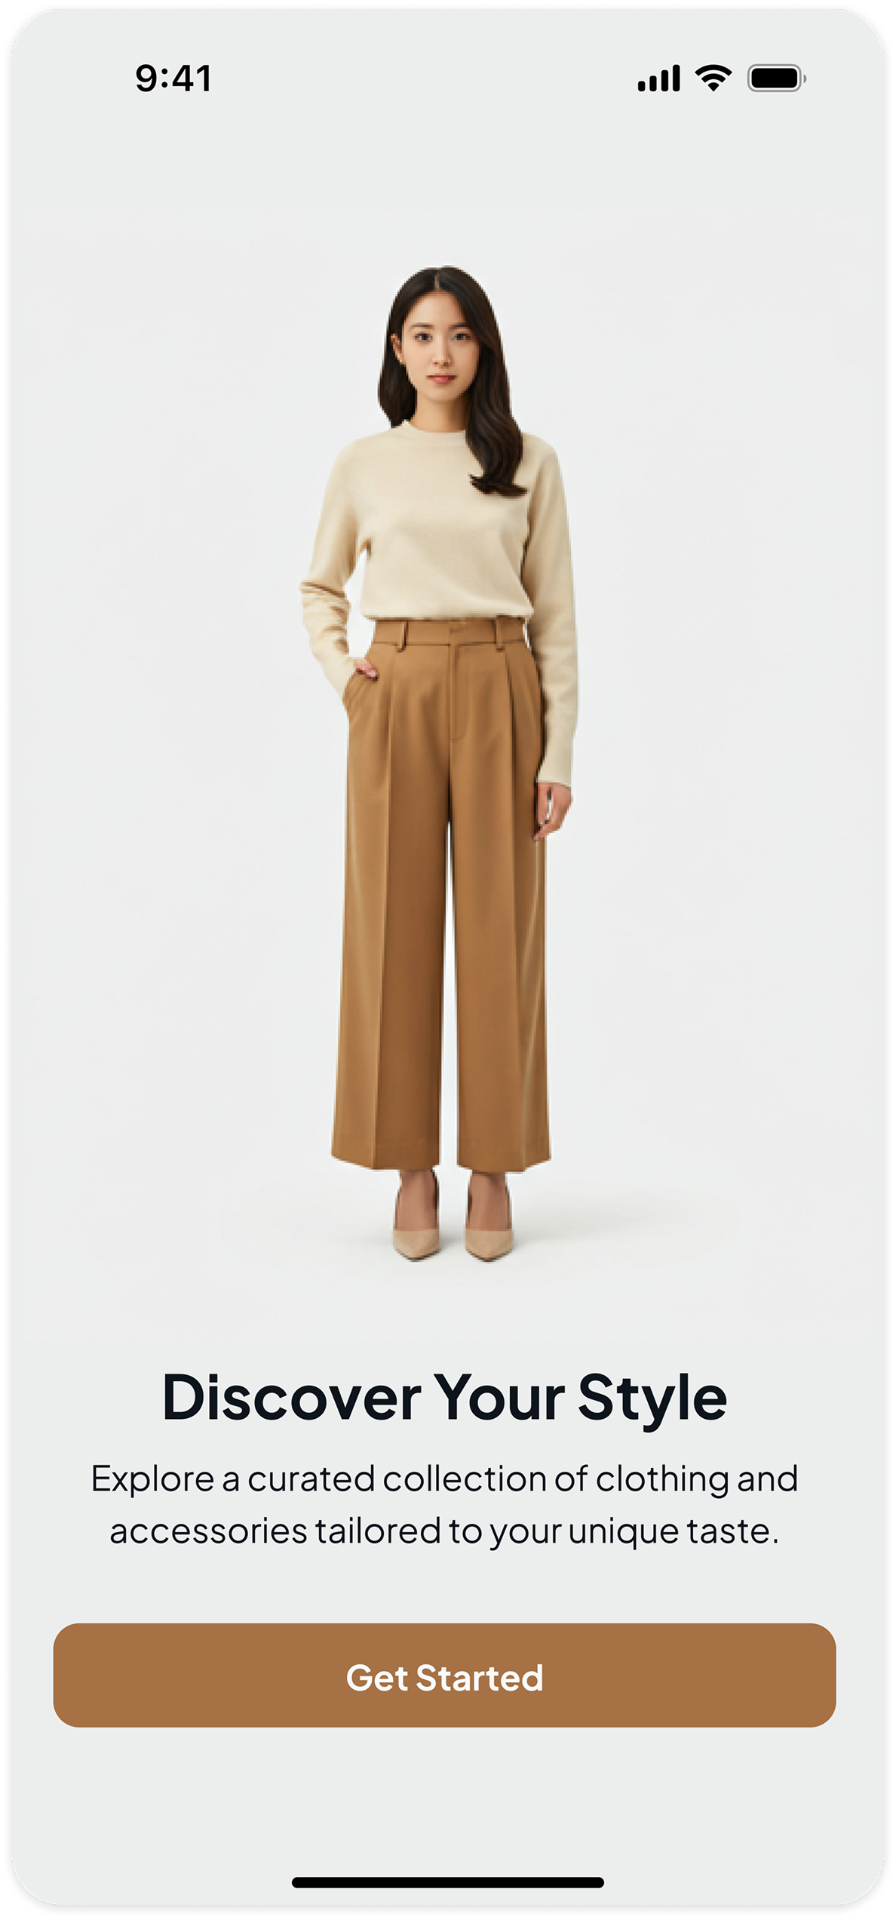 9:41
Discover Your Style
Explore a curated collection of clothing and
accessories tailored to your unique taste.
Get Started